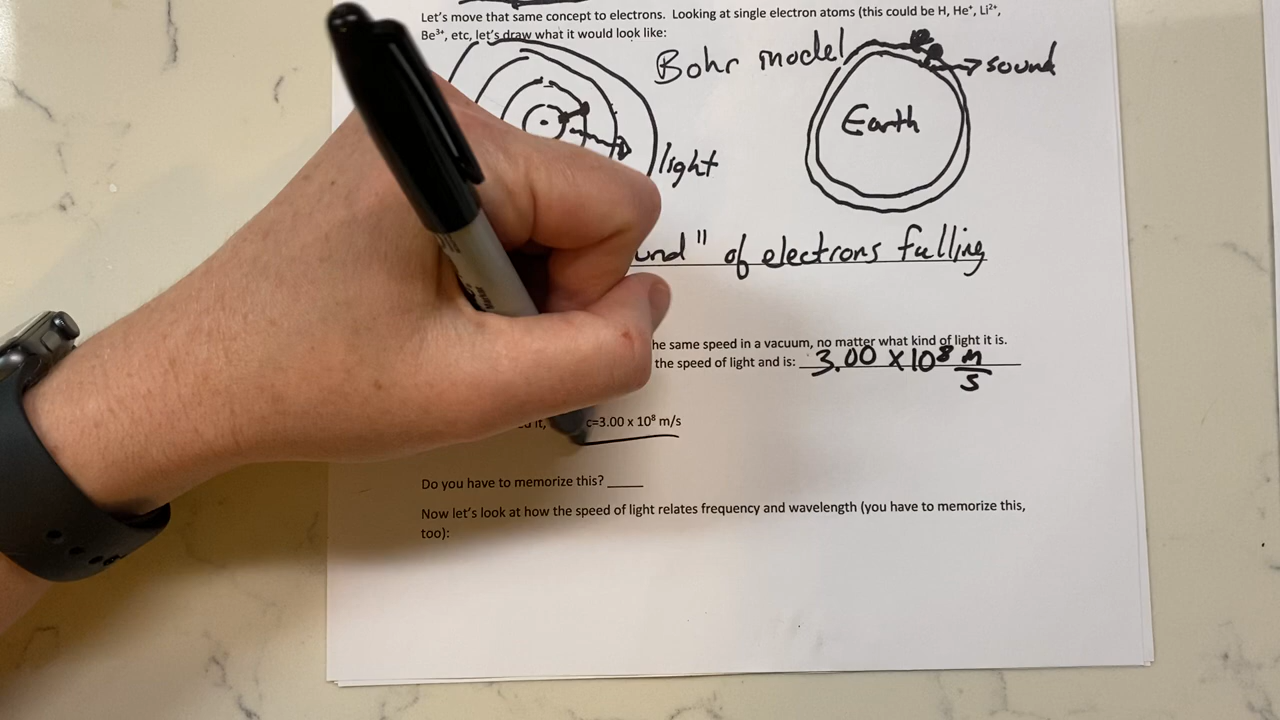 Let's move that same concept to electrons. Looking at single electron atoms (this could be H, He⁺, Li²⁺,
Be³⁺, etc, let's draw what it would look like:
Bohr model
sound
Earth
light
und" of electrons falling
he same speed in a vacuum, no matter what kind of light it is.
the speed of light and is: 3.00 x 10⁸ m/s
it, c=3.00 x 10⁸ m/s
Do you have to memorize this? _____
Now let's look at how the speed of light relates frequency and wavelength (you have to memorize this,
too):